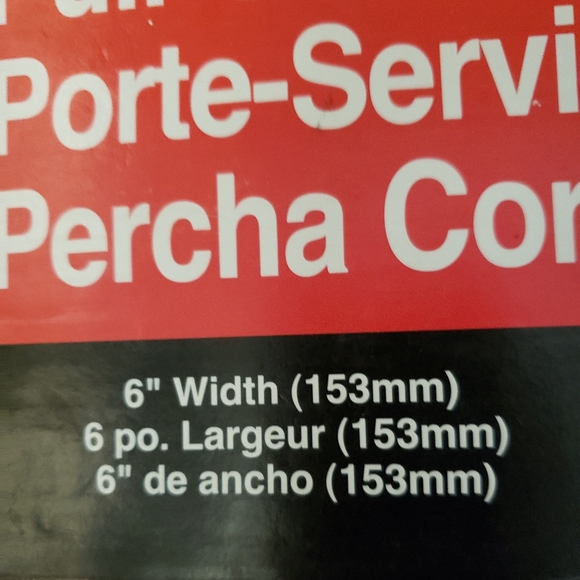 Porte-Servi
Percha Cor
6" Width (153mm)
6 po. Largeur (153mm)
6" de ancho (153mm)